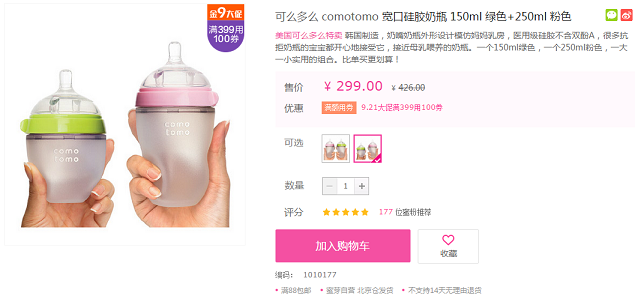 金9大促
满399用
100券
como
tomo
como
tomo
可么多么 comotomo 宽口硅胶奶瓶 150ml 绿色+250ml 粉色
美国可么多么特卖 韩国制造，奶嘴奶瓶外形设计模仿妈妈乳房，医用级硅胶不含双酚A，很多抗
拒奶瓶的宝宝都开心地接受它，接近母乳喂养的奶瓶。一个150ml绿色，一个250ml粉色，一大
一小实用的组合。比单买更划算！
售价 ¥ 299.00 ¥ 426.00
优惠 满额用券 9.21大促满399用100券
可选
数量 － 1 ＋
评分 177 位蜜粉推荐
加入购物车
收藏
编码： 1010177
• 满88包邮 • 蜜芽自营 北京仓发货 • 不支持14天无理由退货